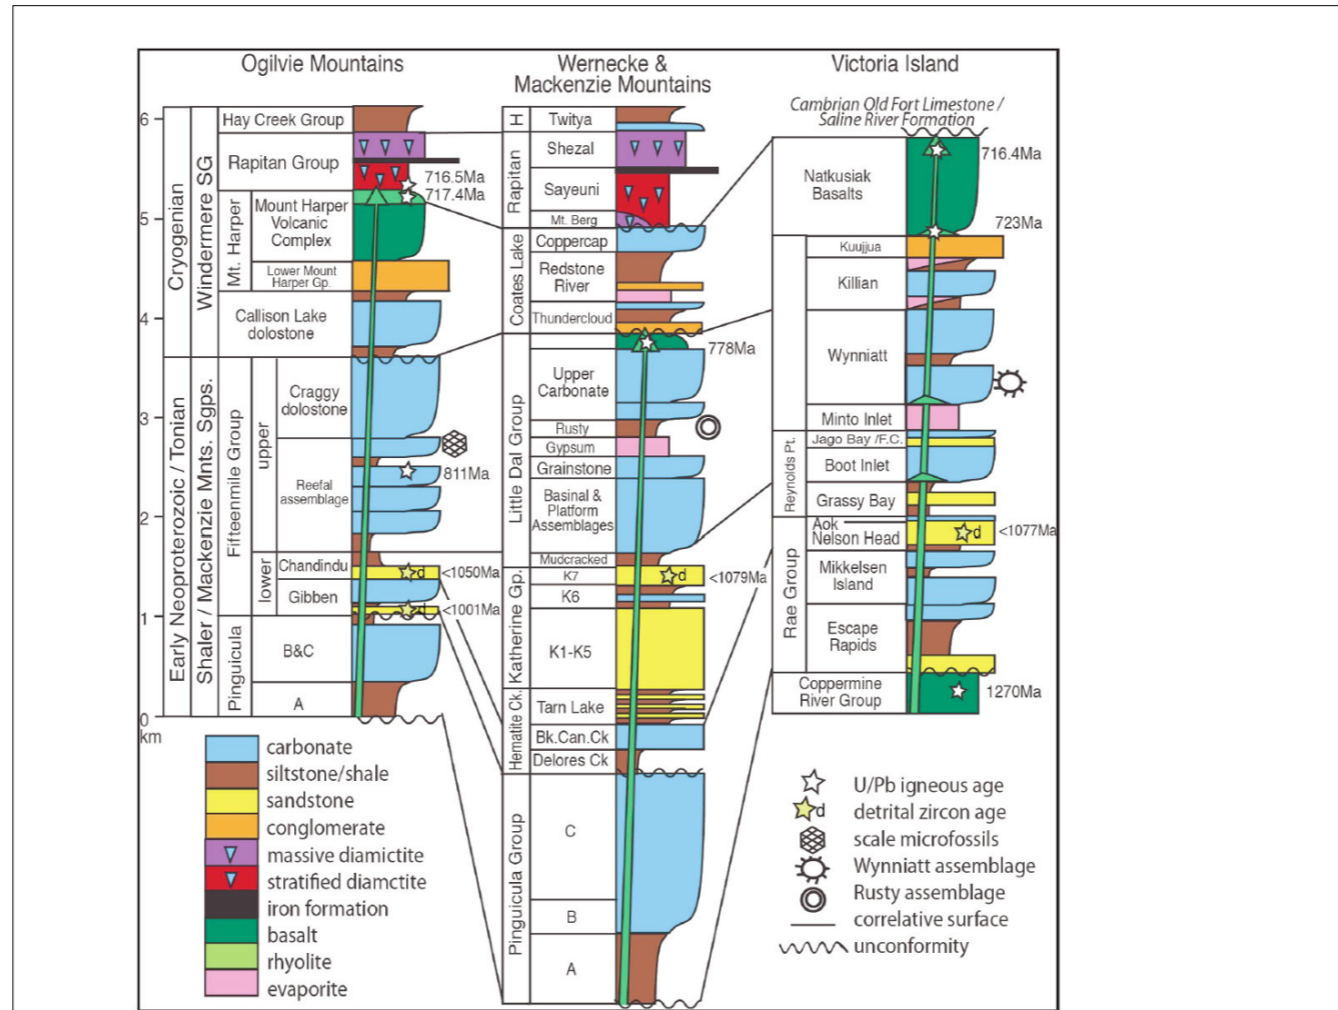 Ogilvie Mountains
Wernecke &
Mackenzie Mountains
Victoria Island
Cambrian Old Fort Limestone /
Saline River Formation
6
5
4
3
2
1
0
km
Early Neoproterozoic / Tonian
Cryogenian
Shaler / Mackenzie Mnts. Sgps.
Windermere SG
Hay Creek Group
Rapitan Group
Mt. Harper
Mount Harper
Volcanic
Complex
Lower Mount
Harper Gp.
Callison Lake
dolostone
Fifteenmile Group
upper
Craggy
dolostone
Reefal
assemblage
lower
Chandindu
Gibben
Pinguicula
B&C
A
716.5Ma
717.4Ma
811Ma
d
<1050Ma
d
<1001Ma
H
Twitya
Rapitan
Shezal
Sayeuni
Mt. Berg
Coates Lake
Coppercap
Redstone
River
Thundercloud
Little Dal Group
Upper
Carbonate
Rusty
Gypsum
Grainstone
Basinal &
Platform
Assemblages
Mudcracked
Katherine Gp.
K7
K6
K1-K5
Hematite Ck.
Tarn Lake
Bk.Can.Ck
Delores Ck
Pinguicula Group
C
B
A
778Ma
d
<1079Ma
Natkusiak
Basalts
Kuujjua
Killian
Wynniatt
Minto Inlet
Reynolds Pt.
Jago Bay /F.C.
Boot Inlet
Grassy Bay
Rae Group
Aok
Nelson Head
Mikkelsen
Island
Escape
Rapids
Coppermine
River Group
716.4Ma
723Ma
d
<1077Ma
1270Ma
carbonate
siltstone/shale
sandstone
conglomerate
massive diamictite
stratified diamctite
iron formation
basalt
rhyolite
evaporite
U/Pb igneous age
d
detrital zircon age
scale microfossils
Wynniatt assemblage
Rusty assemblage
correlative surface
unconformity